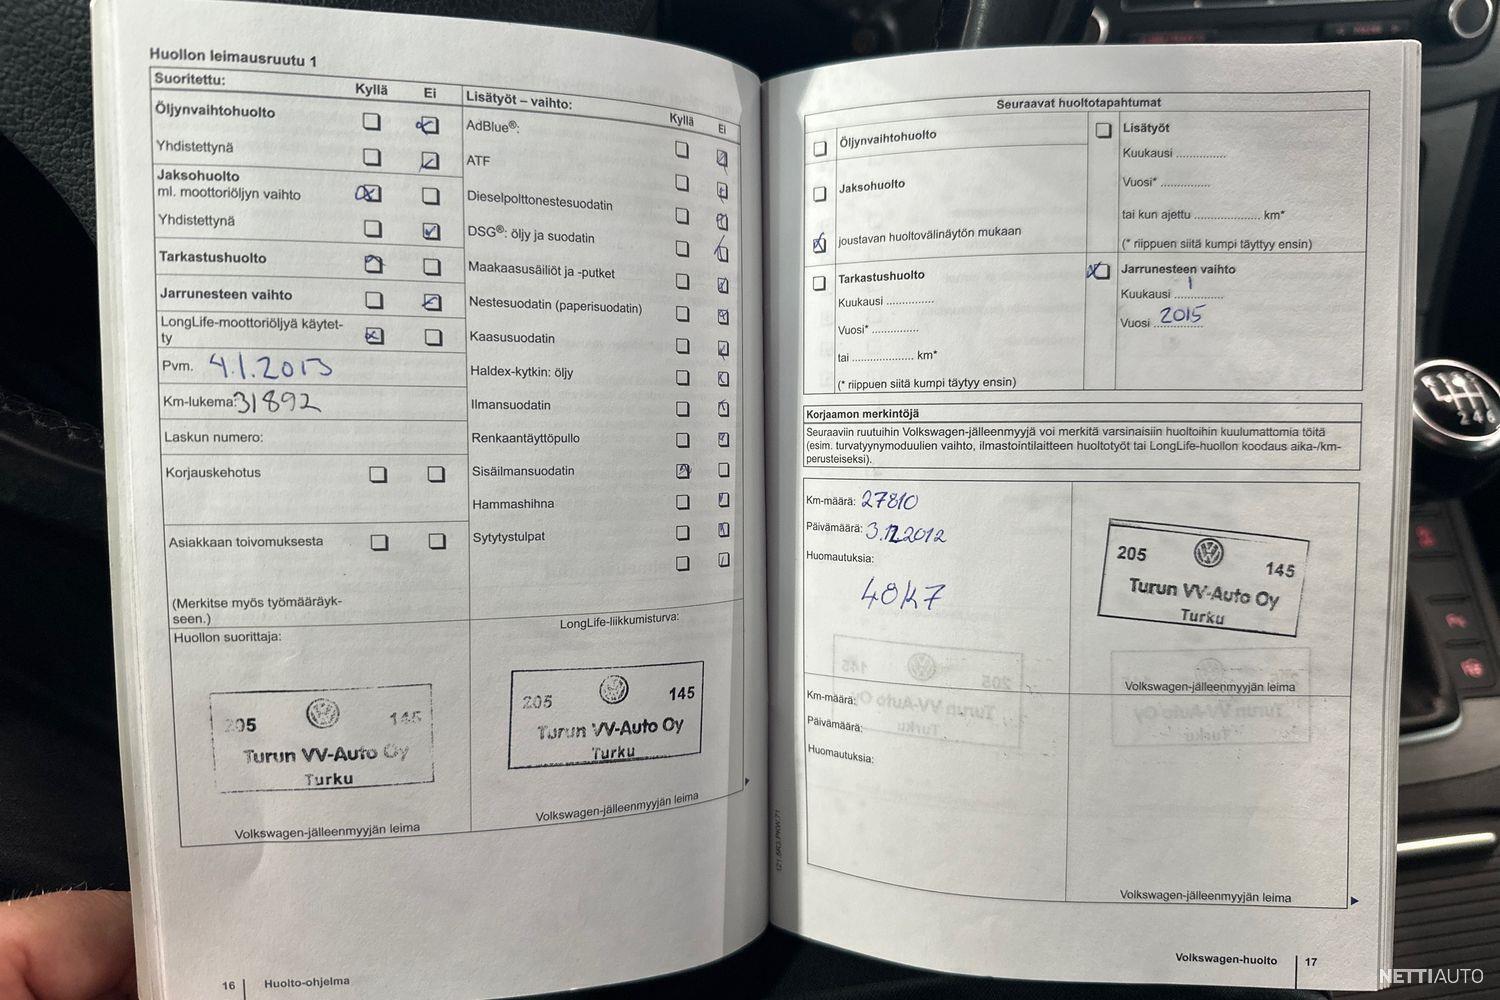 Huollon leimausruutu 1
Suoritettu:
Kyllä
Ei
Öljynvaihtohuolto
Yhdistettynä
Jaksohuolto
ml. moottoriöljyn vaihto
Yhdistettynä
Tarkastushuolto
Jarrunesteen vaihto
LongLife-moottoriöljyä käytet-
ty
Pvm. 4.1.2013
Km-lukema: 31892
Laskun numero:
Korjauskehotus
Asiakkaan toivomuksesta
(Merkitse myös työmääräyk-
seen.)
Huollon suorittaja:
205 145
Turun VV-Auto Oy
Turku
Volkswagen-jälleenmyyjän leima
Lisätyöt – vaihto:
Kyllä
Ei
AdBlue®:
ATF
Dieselpolttonestesuodatin
DSG®: öljy ja suodatin
Maakaasusäiliöt ja -putket
Nestesuodatin (paperisuodatin)
Kaasusuodatin
Haldex-kytkin: öljy
Ilmansuodatin
Renkaantäyttöpullo
Sisäilmansuodatin
Hammashihna
Sytytystulpat
LongLife-liikkumisturva:
205 145
Turun VV-Auto Oy
Turku
Volkswagen-jälleenmyyjän leima
16 Huolto-ohjelma
Seuraavat huoltotapahtumat
Öljynvaihtohuolto
Jaksohuolto
joustavan huoltovälinäytön mukaan
Tarkastushuolto
Kuukausi ..............
Vuosi* ..............
tai .................... km*
(* riippuen siitä kumpi täytyy ensin)
Lisätyöt
Kuukausi ..............
Vuosi* ..............
tai kun ajettu .................... km*
(* riippuen siitä kumpi täyttyy ensin)
Jarrunesteen vaihto
Kuukausi 1
Vuosi 2015
Korjaamon merkintöjä
Seuraaviin ruutuihin Volkswagen-jälleenmyyjä voi merkitä varsinaisiin huoltoihin kuulumattomia töitä
(esim. turvatyynymoduulien vaihto, ilmastointilaitteen huoltotyöt tai LongLife-huollon koodaus aika-/km-
perusteiseksi).
Km-määrä: 27810
Päivämäärä: 3.12.2012
Huomautuksia:
40K7
205 145
Turun VV-Auto Oy
Turku
Volkswagen-jälleenmyyjän leima
Km-määrä:
Päivämäärä:
Huomautuksia:
Volkswagen-jälleenmyyjän leima
Volkswagen-huolto 17
2 4 6
NETTIAUTO